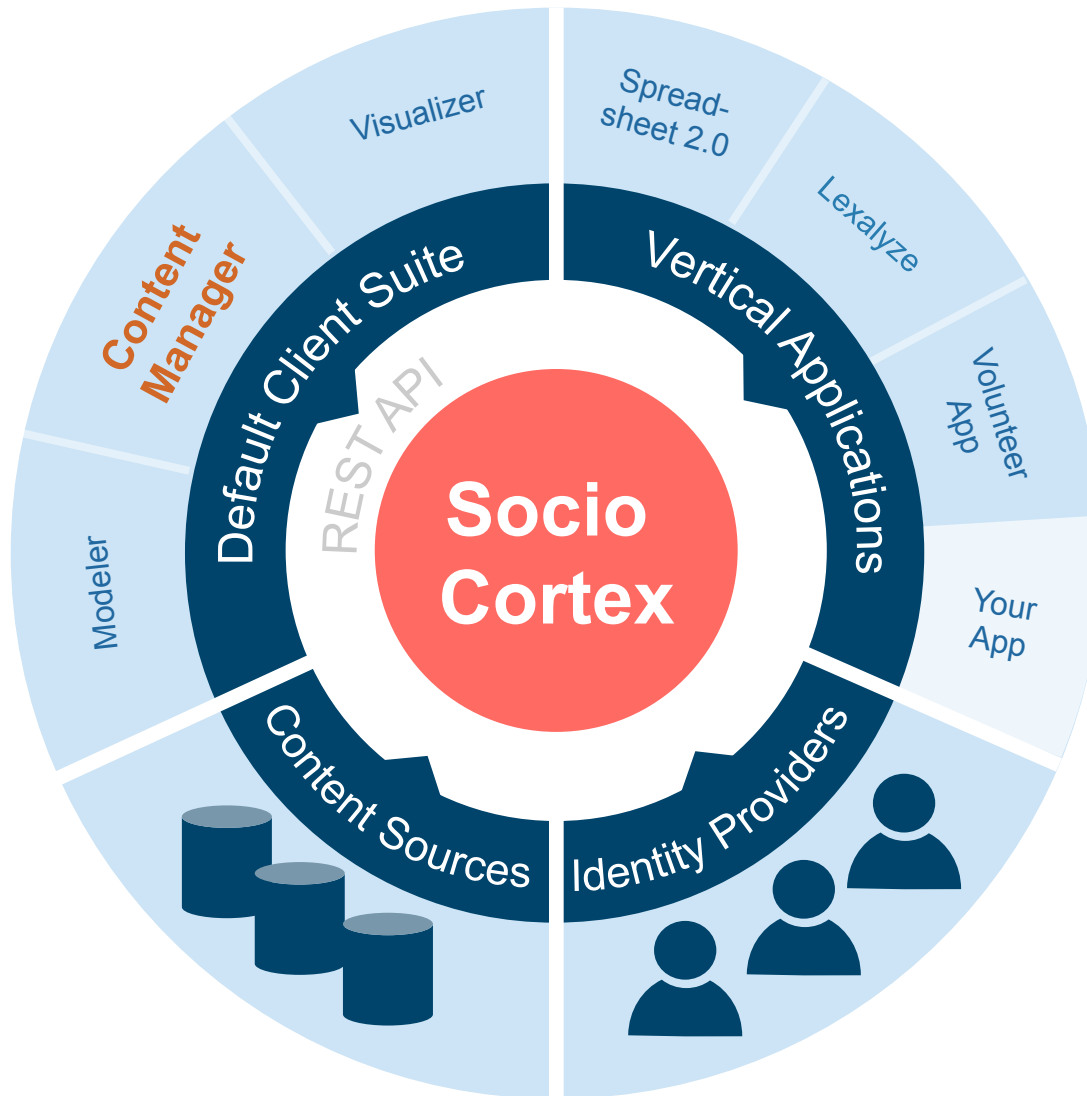 Visualizer
Spread-
sheet 2.0
Content
Manager
Lexalyze
Default Client Suite
Vertical Applications
REST API
Volunteer
App
Modeler
Socio
Cortex
Your
App
Content Sources
Identity Providers